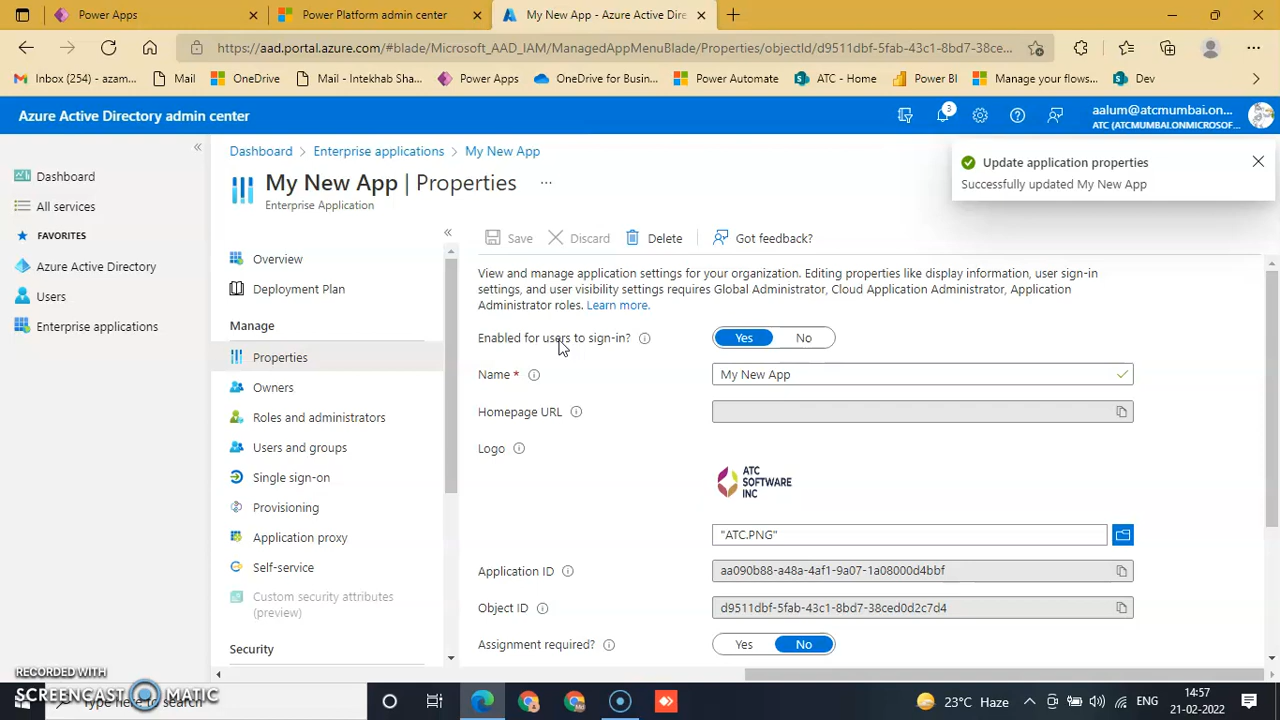 Power Apps
Power Platform admin center
My New App - Azure Active Dire
https://aad.portal.azure.com/#blade/Microsoft_AAD_IAM/ManagedAppMenuBlade/Properties/objectId/d9511dbf-5fab-43c1-8bd7-38ce...
Inbox (254) - azam...
Mail
OneDrive
Mail - Intekhab Sha...
Power Apps
OneDrive for Busin...
Power Automate
ATC - Home
Power BI
Manage your flows...
Dev
Azure Active Directory admin center
3
aalum@atcmumbai.on...
ATC (ATCMUMBAI.ONMICROSOF...
Dashboard
All services
FAVORITES
Azure Active Directory
Users
Enterprise applications
Dashboard > Enterprise applications > My New App
My New App | Properties ...
Enterprise Application
Update application properties
Successfully updated My New App
Overview
Deployment Plan
Manage
Properties
Owners
Roles and administrators
Users and groups
Single sign-on
Provisioning
Application proxy
Self-service
Custom security attributes
(preview)
Security
Save
Discard
Delete
Got feedback?
View and manage application settings for your organization. Editing properties like display information, user sign-in
settings, and user visibility settings requires Global Administrator, Cloud Application Administrator, Application
Administrator roles. Learn more.
Enabled for users to sign-in? Yes No
Name * My New App
Homepage URL
Logo
ATC
SOFTWARE
INC
"ATC.PNG"
Application ID aa090b88-a48a-4af1-9a07-1a08000d4bbf
Object ID d9511dbf-5fab-43c1-8bd7-38ced0d2c7d4
Assignment required? Yes No
RECORDED WITH
SCREENCAST MATIC
Type here to search
23°C Haze
ENG
14:57
21-02-2022